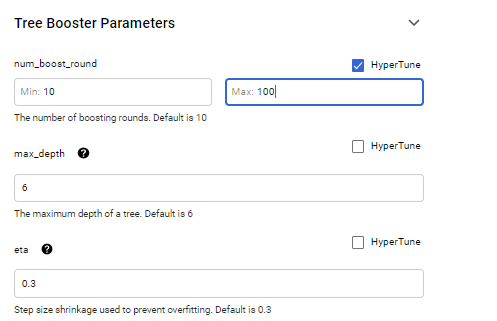 Tree Booster Parameters
num_boost_round
HyperTune
Min: 10
Max: 100
The number of boosting rounds. Default is 10
max_depth ?
HyperTune
6
The maximum depth of a tree. Default is 6
eta ?
HyperTune
0.3
Step size shrinkage used to prevent overfitting. Default is 0.3